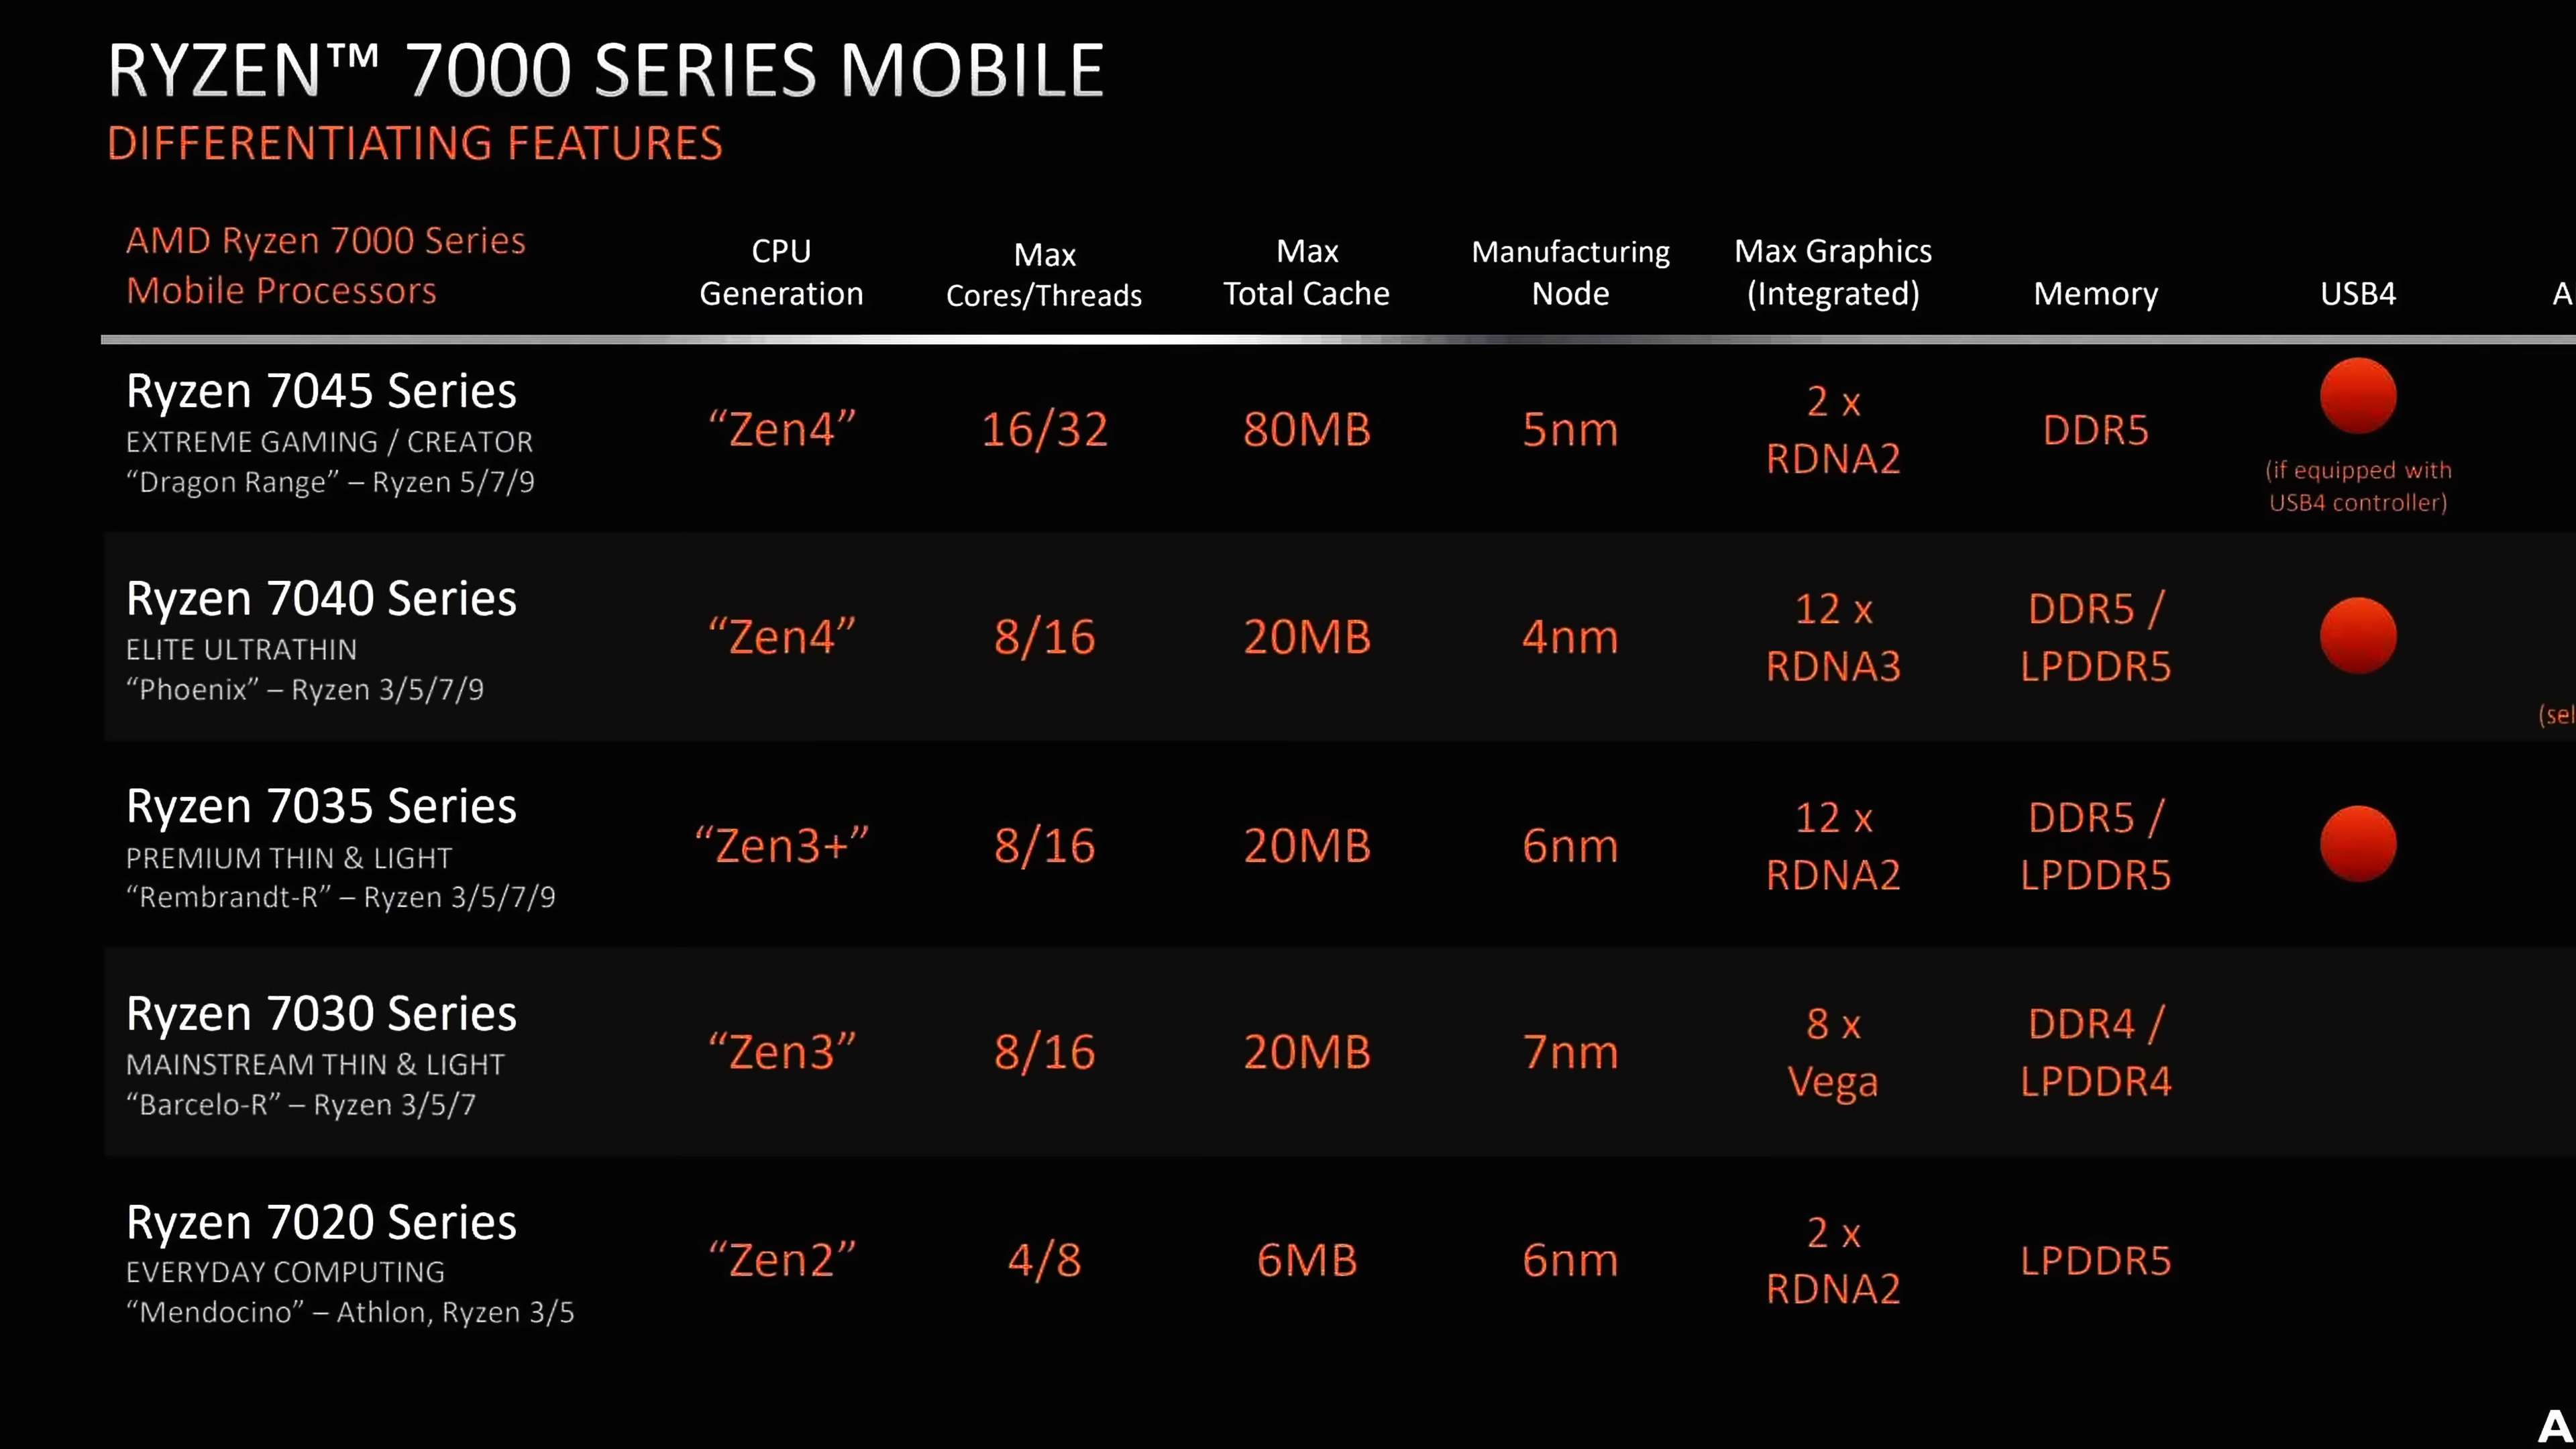 RYZEN™ 7000 SERIES MOBILE
DIFFERENTIATING FEATURES
AMD Ryzen 7000 Series
Mobile Processors
CPU
Generation
Max
Cores/Threads
Max
Total Cache
Manufacturing
Node
Max Graphics
(Integrated)
Memory
USB4
A
Ryzen 7045 Series
EXTREME GAMING / CREATOR
“Dragon Range” – Ryzen 5/7/9
“Zen4”
16/32
80MB
5nm
2 x
RDNA2
DDR5
(if equipped with
USB4 controller)
Ryzen 7040 Series
ELITE ULTRATHIN
“Phoenix” – Ryzen 3/5/7/9
“Zen4”
8/16
20MB
4nm
12 x
RDNA3
DDR5 /
LPDDR5
(sel
Ryzen 7035 Series
PREMIUM THIN & LIGHT
“Rembrandt-R” – Ryzen 3/5/7/9
“Zen3+”
8/16
20MB
6nm
12 x
RDNA2
DDR5 /
LPDDR5
Ryzen 7030 Series
MAINSTREAM THIN & LIGHT
“Barcelo-R” – Ryzen 3/5/7
“Zen3”
8/16
20MB
7nm
8 x
Vega
DDR4 /
LPDDR4
Ryzen 7020 Series
EVERYDAY COMPUTING
“Mendocino” – Athlon, Ryzen 3/5
“Zen2”
4/8
6MB
6nm
2 x
RDNA2
LPDDR5
A